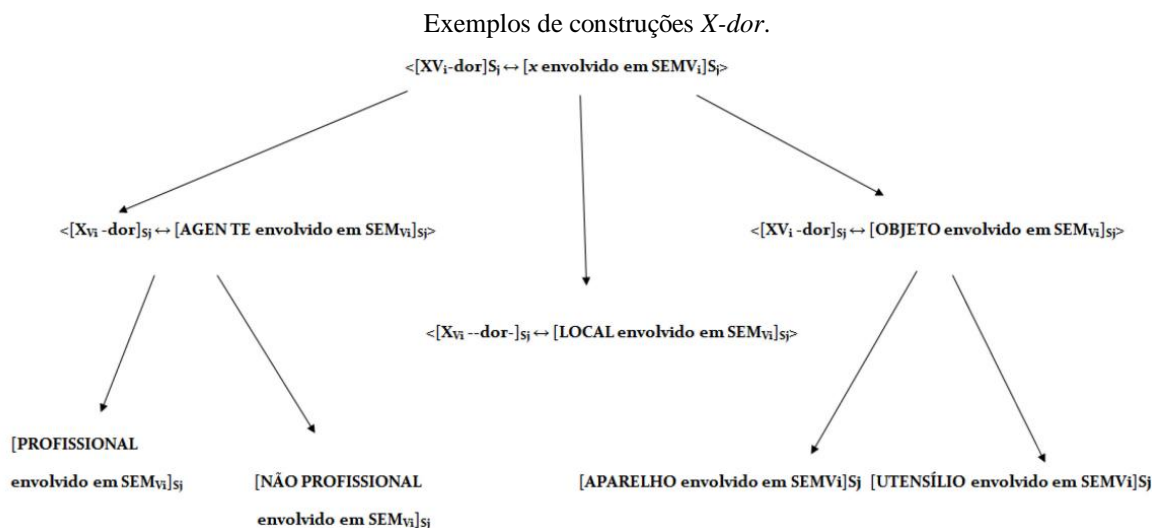 Exemplos de construções X-dor.
<[XVi-dor]Sj ↔ [x envolvido em SEMVi]Sj>
<[XVi -dor]Sj ↔ [AGEN TE envolvido em SEMVi]Sj>
<[XVi -dor]Sj ↔ [OBJETO envolvido em SEMVi]Sj>
<[XVi --dor-]Sj ↔ [LOCAL envolvido em SEMVi]Sj>
[PROFISSIONAL
envolvido em SEMVi]Sj
[NÃO PROFISSIONAL
envolvido em SEMVi]Sj
[APARELHO envolvido em SEMVi]Sj
[UTENSÍLIO envolvido em SEMVi]Sj